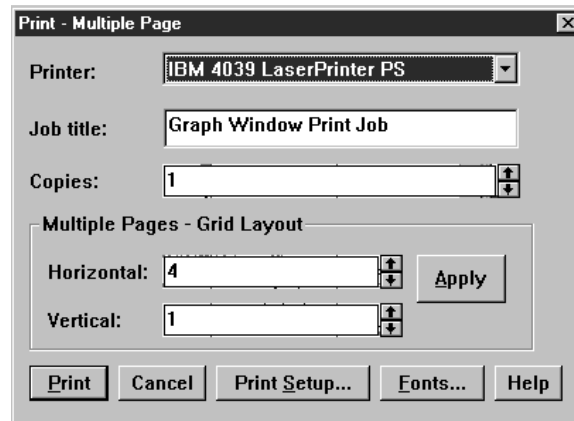 Print - Multiple Page
Printer: IBM 4039 LaserPrinter PS
Job title: Graph Window Print Job
Copies: 1
Multiple Pages - Grid Layout
Horizontal: 4
Apply
Vertical: 1
Print Cancel Print Setup... Fonts... Help